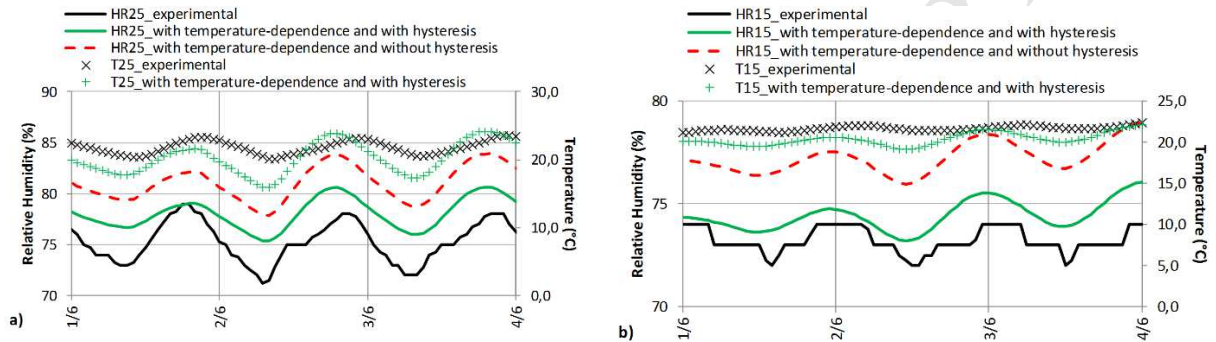 HR25_experimental
HR25_with temperature-dependence and with hysteresis
HR25_with temperature-dependence and without hysteresis
T25_experimental
T25_with temperature-dependence and with hysteresis
90
85
80
75
70
Relative Humidity (%)
30,0
20,0
10,0
0,0
Temperature (°C)
1/6
2/6
3/6
4/6
a)
HR15_experimental
HR15_with temperature-dependence and with hysteresis
HR15_with temperature-dependence and without hysteresis
T15_experimental
T15_with temperature-dependence and with hysteresis
80
75
70
Relative Humidity (%)
25,0
20,0
15,0
10,0
5,0
0,0
Temperature (°C)
1/6
2/6
3/6
4/6
b)